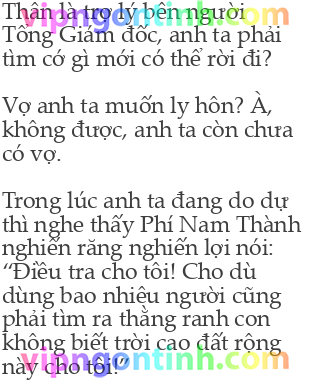 Thân là trợ lý bên người
Tổng Giám đốc, anh ta phải
tìm cớ gì mới có thể rời đi?
Vợ anh ta muốn ly hôn? À,
không được, anh ta còn chưa
có vợ.
Trong lúc anh ta đang do dự
thì nghe thấy Phí Nam Thành
nghiến răng nghiến lợi nói:
“Điều tra cho tôi! Cho dù
dùng bao nhiêu người cũng
phải tìm ra thằng ranh con
không biết trời cao đất rộng
này cho tôi!”
vipngontinh.com
vipngontinh.com